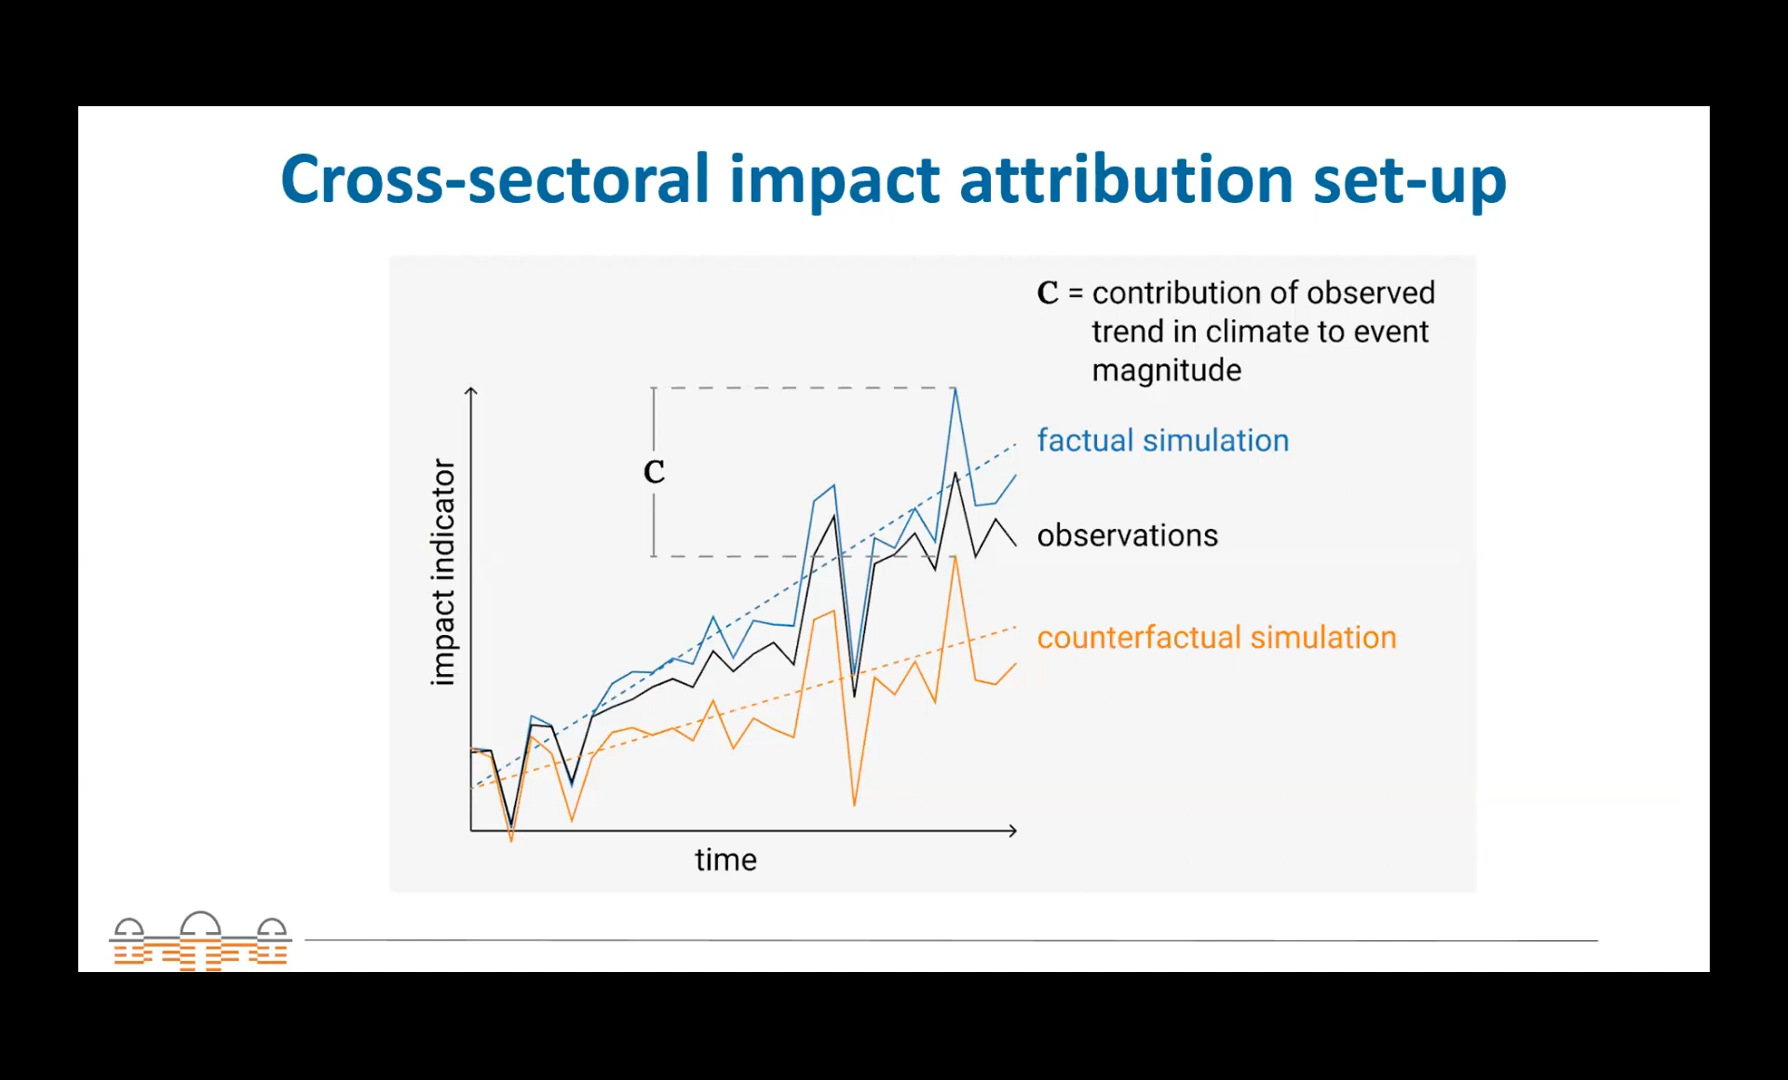 Cross-sectoral impact attribution set-up
C = contribution of observed
trend in climate to event
magnitude
factual simulation
C
observations
impact indicator
counterfactual simulation
time